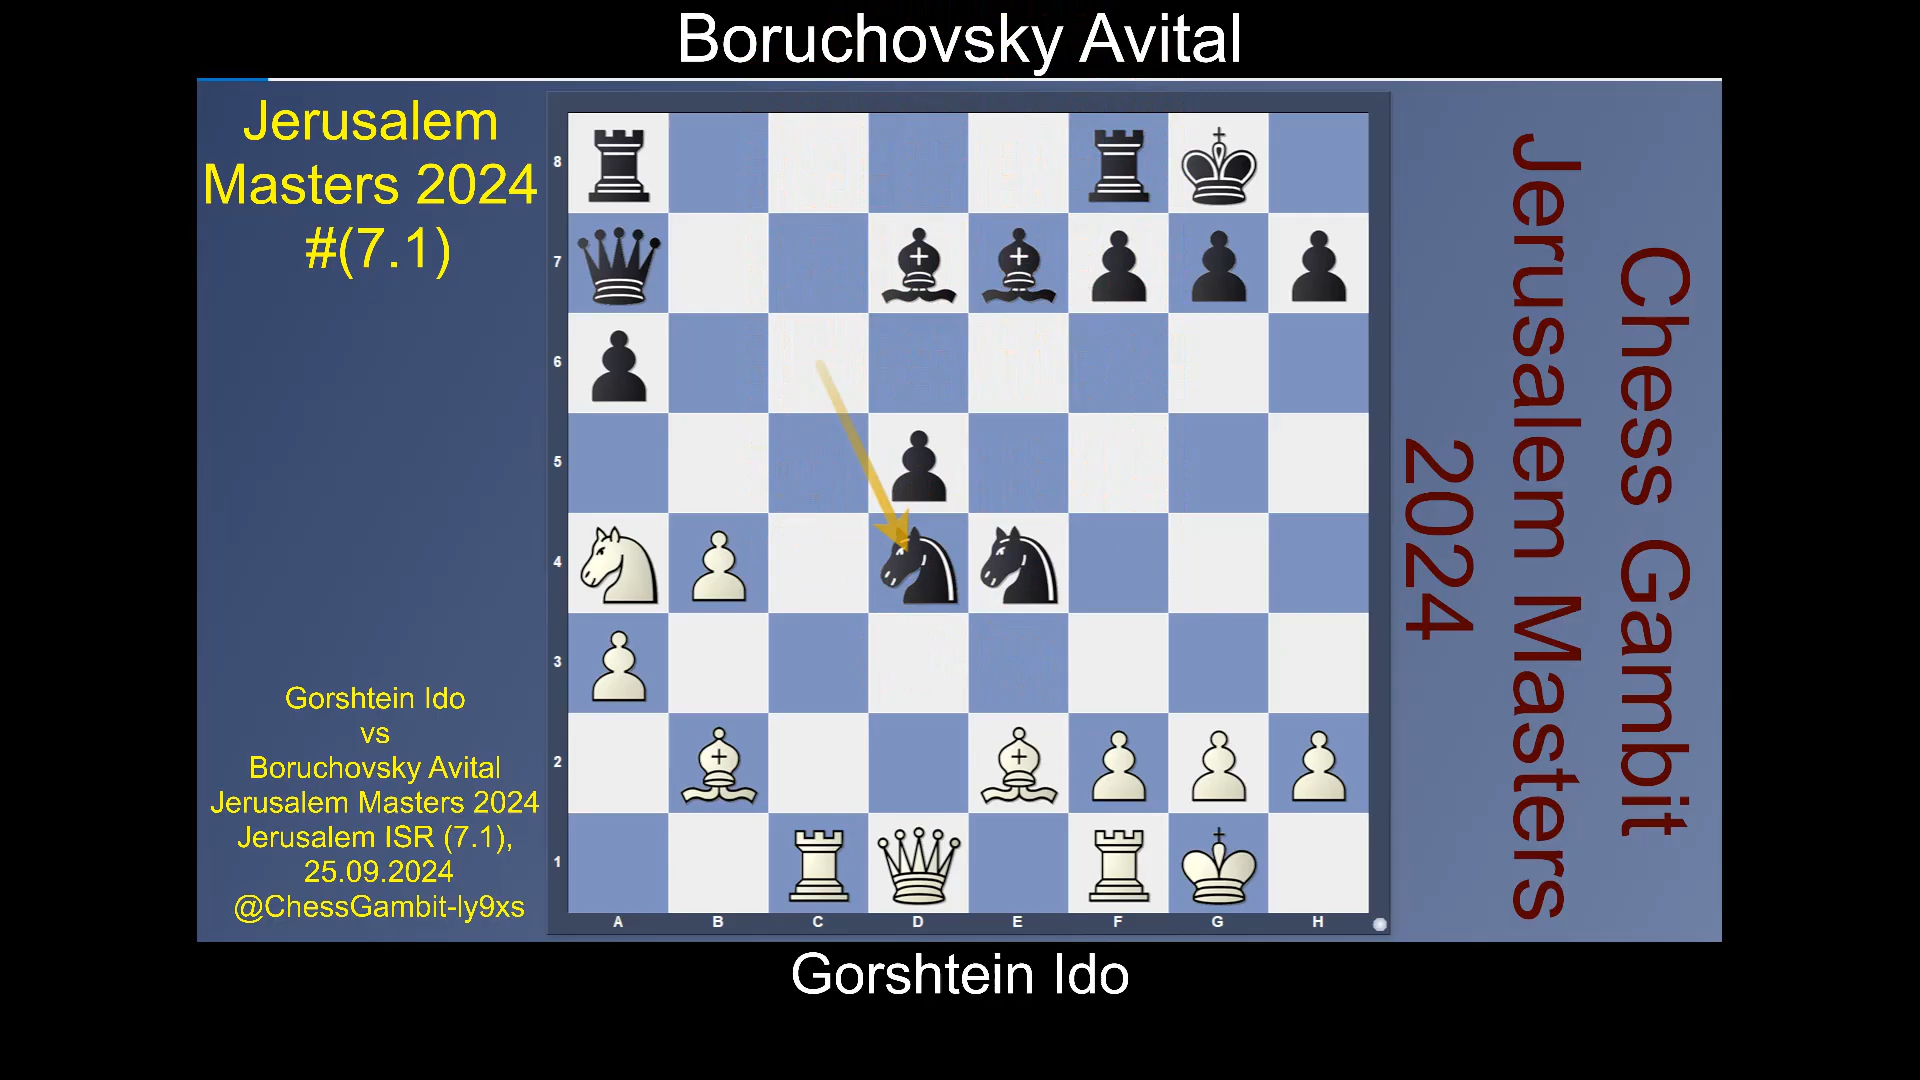 Boruchovsky Avital
Jerusalem
Masters 2024
#(7.1)
Gorshtein Ido
vs
Boruchovsky Avital
Jerusalem Masters 2024
Jerusalem ISR (7.1),
25.09.2024
@ChessGambit-ly9xs
8
7
6
5
4
3
2
1
A B C D E F G H
Chess Gambit
Jerusalem Masters
2024
Gorshtein Ido